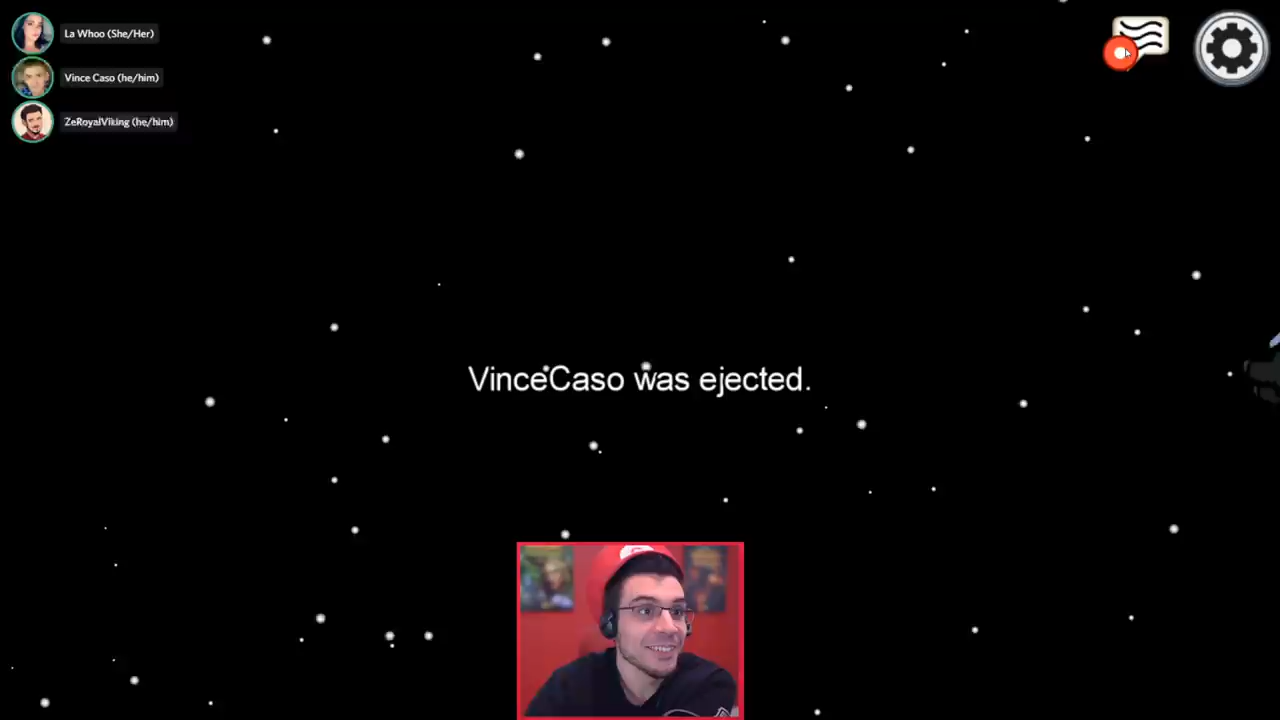 La Whoo (She/Her)
Vince Caso (he/him)
ZeRoyalViking (he/him)
VinceCaso was ejected.